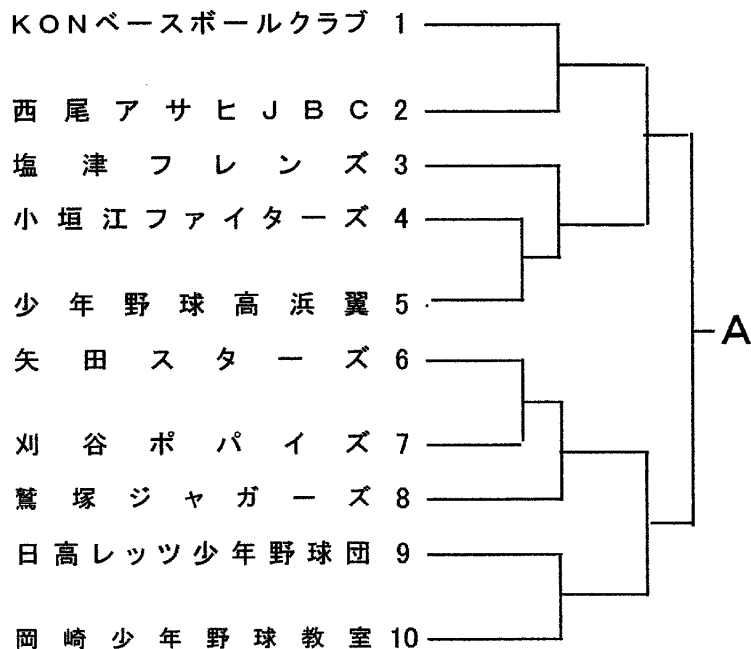 KONベースボールクラブ 1
西尾アサヒJBC 2
塩津フレンズ 3
小垣江ファイターズ 4
少年野球高浜翼 5
A
矢田スターズ 6
刈谷ポパイズ 7
鷲塚ジャガーズ 8
日高レッツ少年野球団 9
岡崎少年野球教室 10